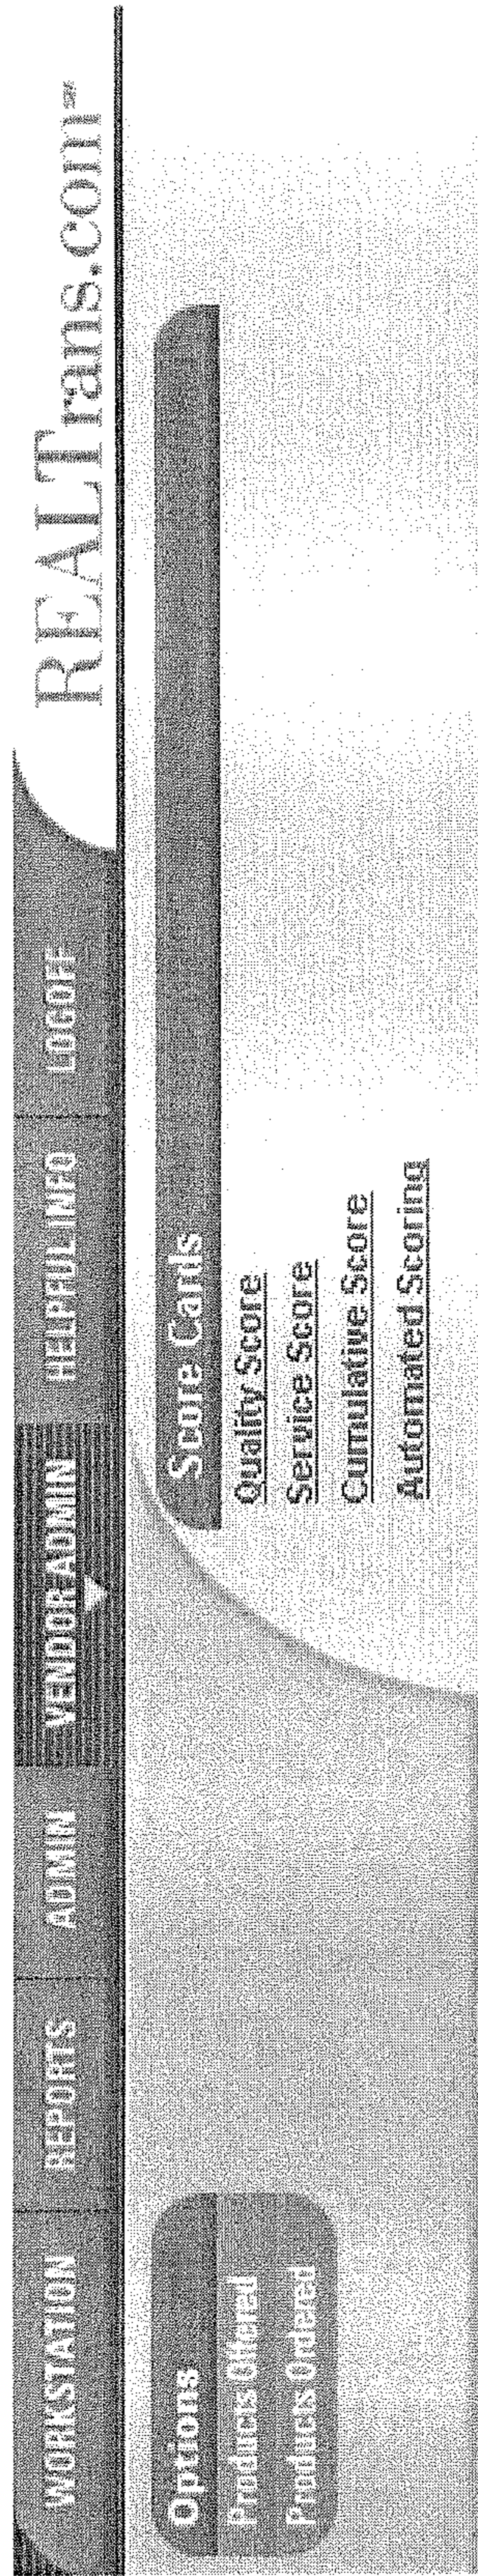 WORKSTATION REPORTS ADMIN VENDOR ADMIN HELPFUL INFO LOGOFF REALTrans.com
Options
Products Offered
Products Ordered
Score Cards
Quality Score
Service Score
Cumulative Score
Automated Scoring